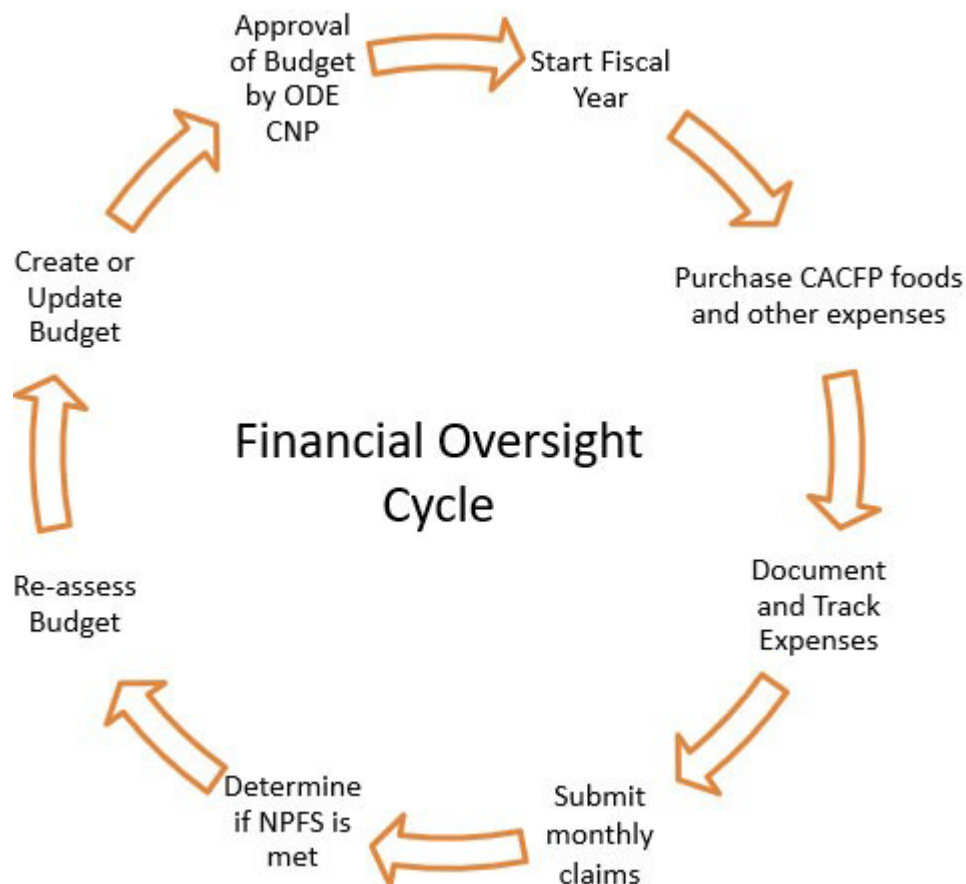 Approval
of Budget
by ODE
CNP
Start Fiscal
Year
Purchase CACFP foods
and other expenses
Document
and Track
Expenses
Submit
monthly
claims
Determine
if NPFS is
met
Re-assess
Budget
Create or
Update
Budget
Financial Oversight
Cycle